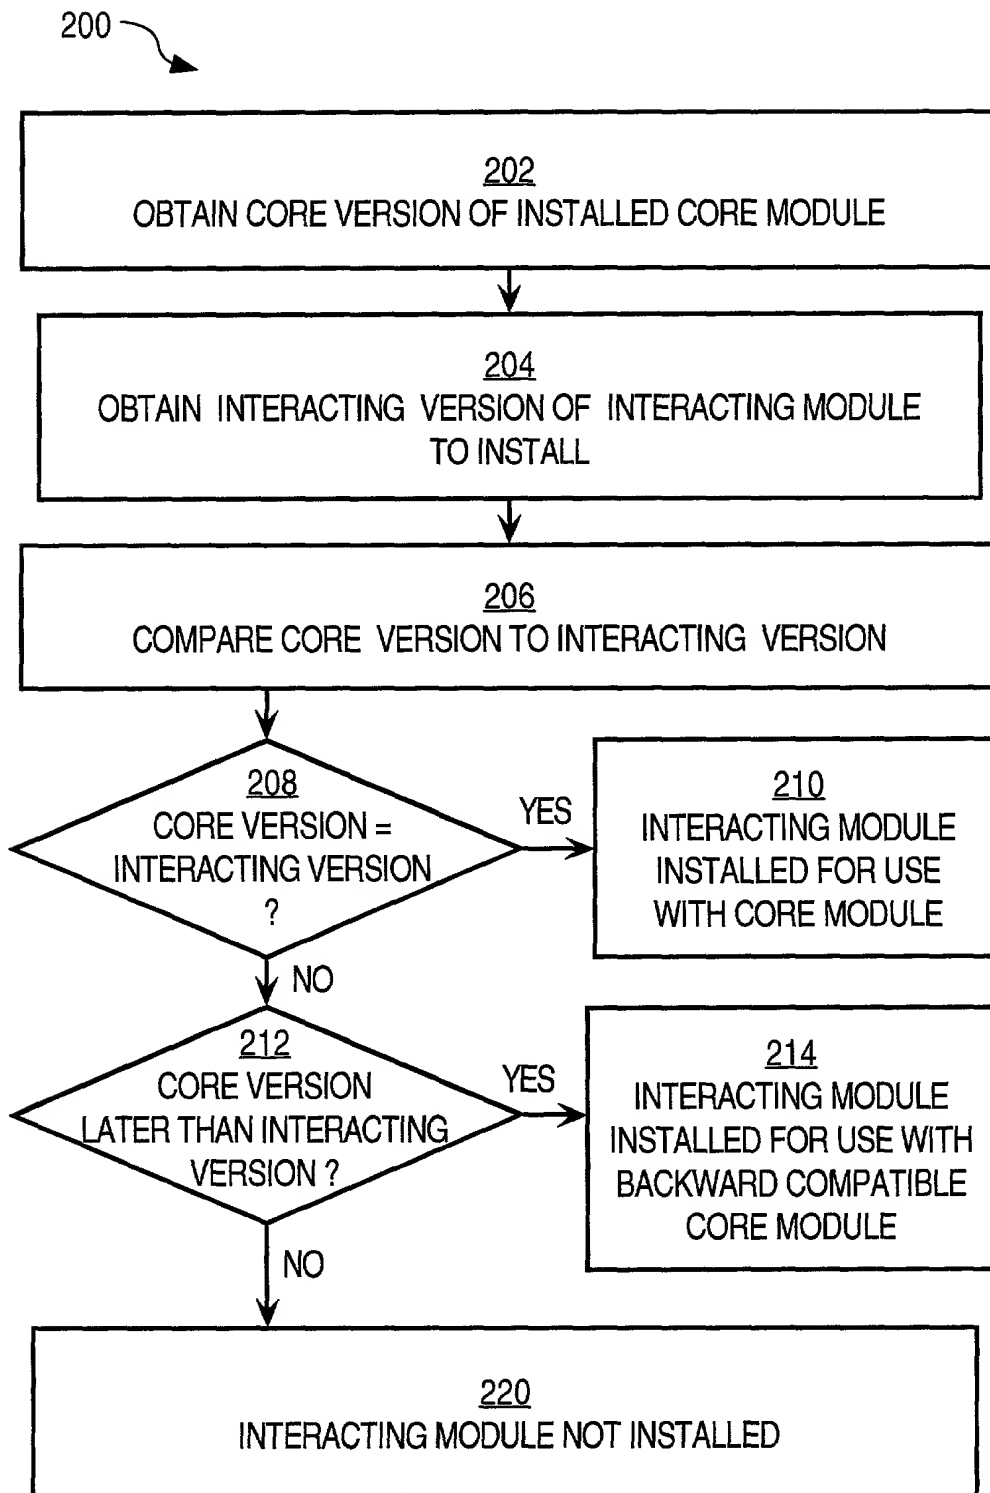 200
202
OBTAIN CORE VERSION OF INSTALLED CORE MODULE
204
OBTAIN INTERACTING VERSION OF INTERACTING MODULE
TO INSTALL
206
COMPARE CORE VERSION TO INTERACTING VERSION
208
CORE VERSION =
INTERACTING VERSION
?
YES
210
INTERACTING MODULE
INSTALLED FOR USE
WITH CORE MODULE
NO
212
CORE VERSION
LATER THAN INTERACTING
VERSION ?
YES
214
INTERACTING MODULE
INSTALLED FOR USE WITH
BACKWARD COMPATIBLE
CORE MODULE
NO
220
INTERACTING MODULE NOT INSTALLED